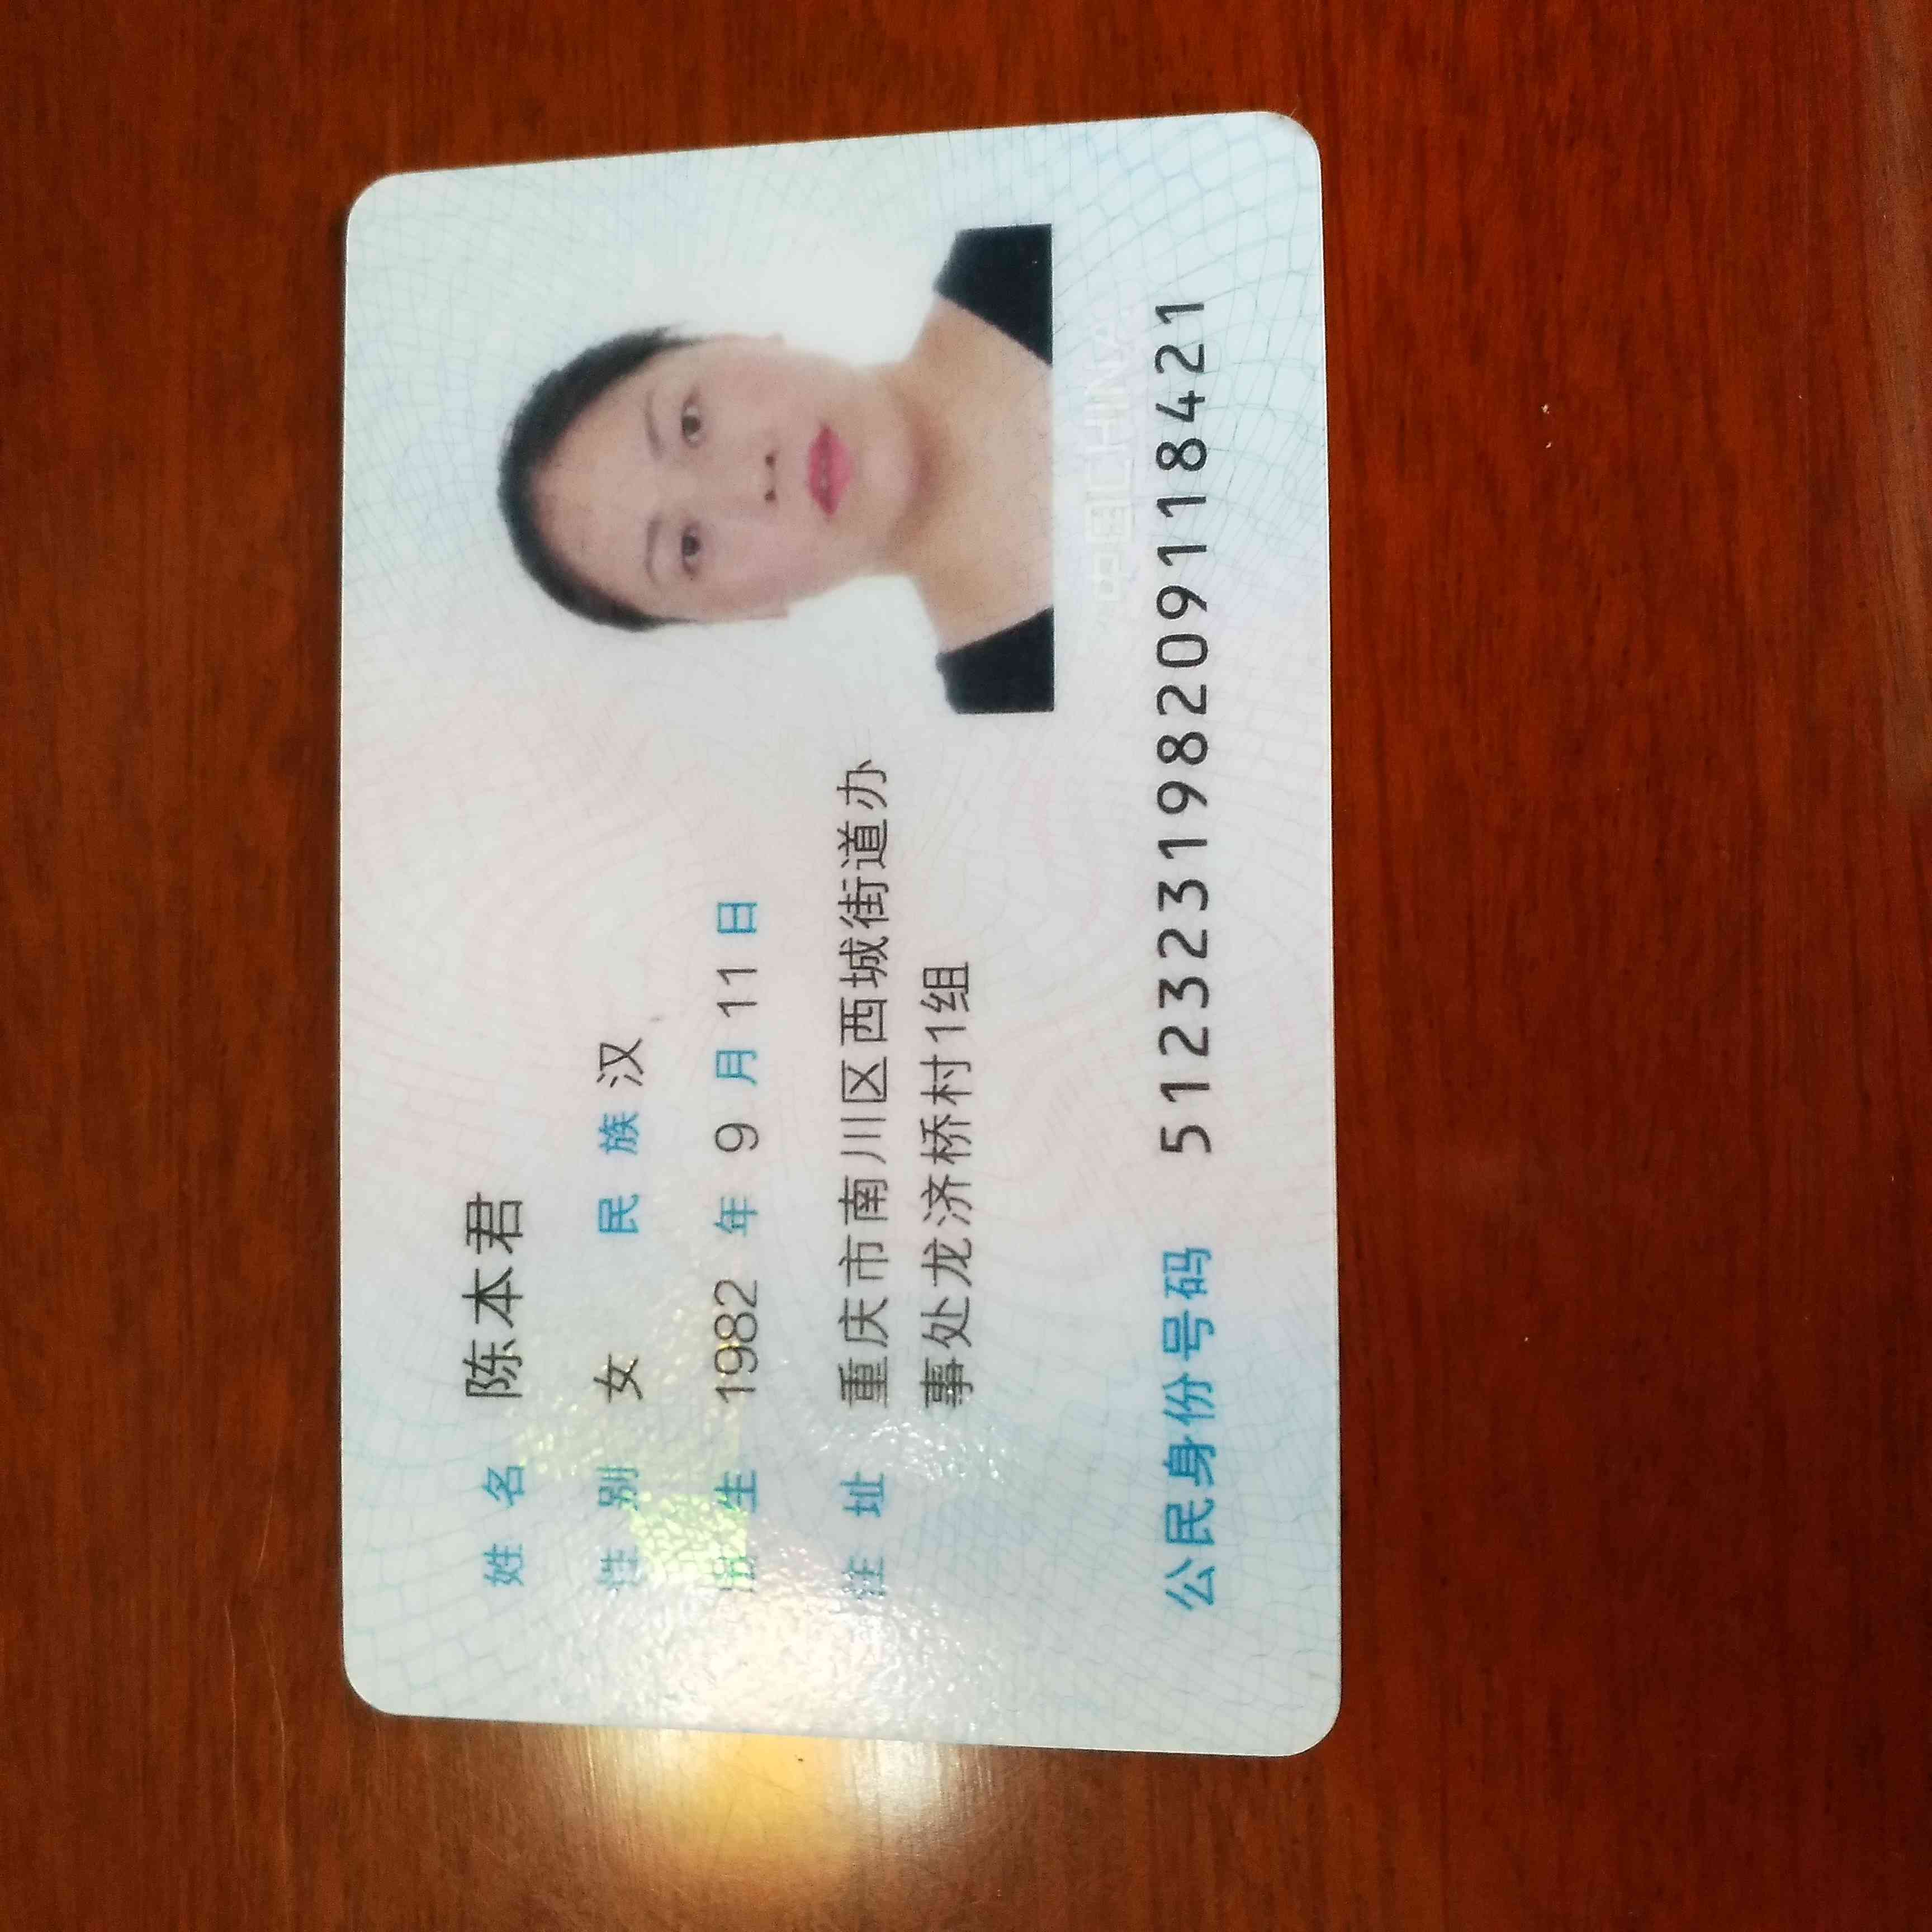 姓名 陈本君
性别 女 民族 汉
出生 1982 年 9 月 11 日
住址 重庆市南川区西城街道办
事处龙济桥村1组
中国CHINA
公民身份号码 512323198209118421